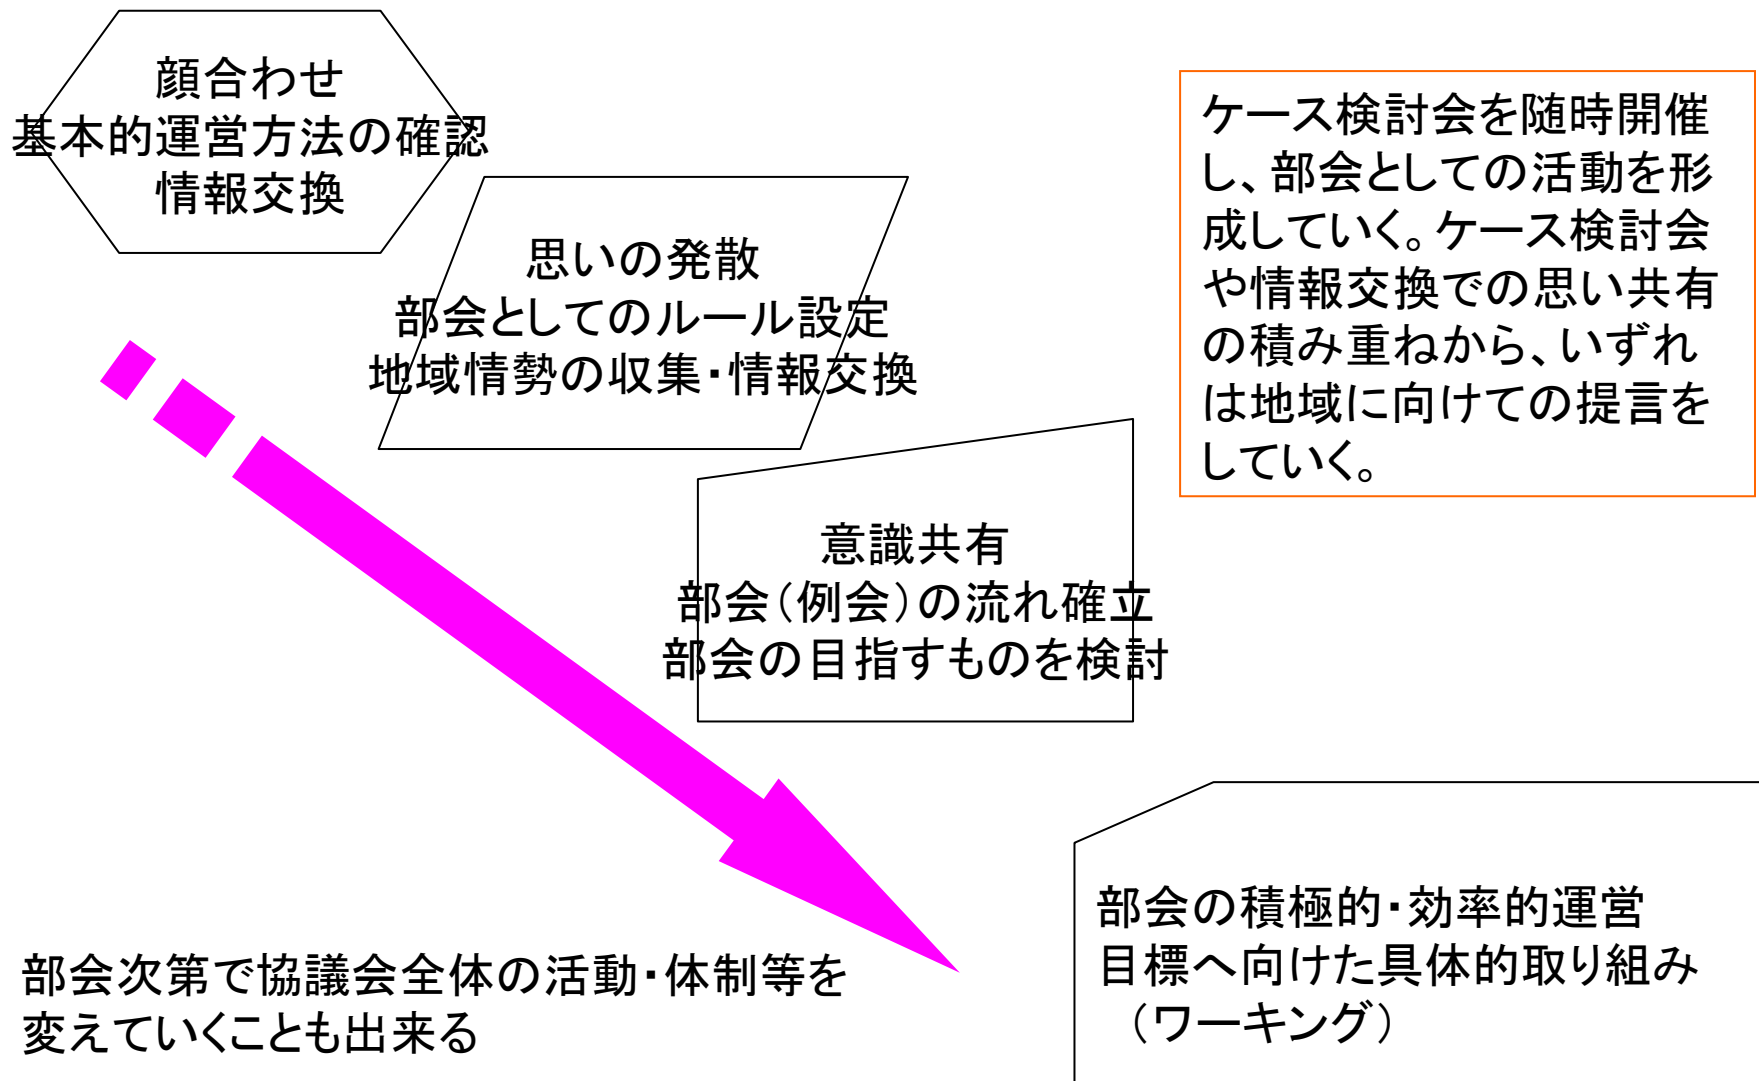 顔合わせ
基本的運営方法の確認
情報交換
思いの発散
部会としてのルール設定
地域情勢の収集・情報交換
意識共有
部会（例会）の流れ確立
部会の目指すものを検討
ケース検討会を随時開催
し、部会としての活動を形
成していく。ケース検討会
や情報交換での思い共有
の積み重ねから、いずれ
は地域に向けての提言を
していく。
部会の積極的・効率的運営
目標へ向けた具体的取り組み
（ワーキング）
部会次第で協議会全体の活動・体制等を
変えていくことも出来る